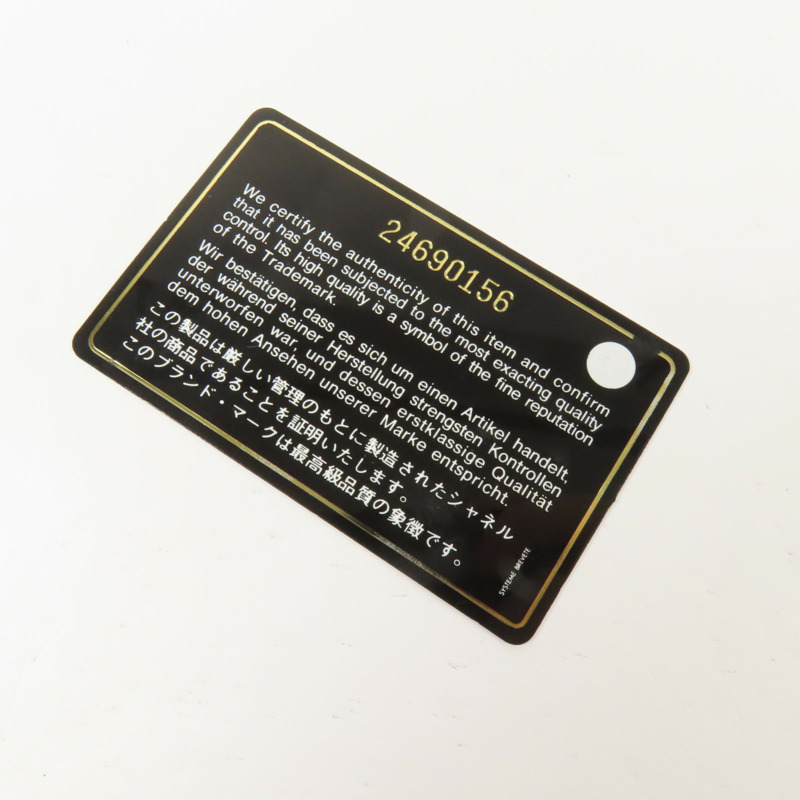 24690156
We certify the authenticity of this item and confirm
that it has been subjected to the most exacting quality
control. Its high quality is a symbol of the fine reputation
of the Trademark.
Wir bestätigen, dass es sich um einen Artikel handelt,
der während seiner Herstellung strengsten Kontrollen
unterworfen war, und dessen erstklassige Qualität
dem hohen Ansehen unserer Marke entspricht.
この製品は厳しい管理のもとに製造されたシャネル
社の商品であることを証明いたします。
このブランド・マークは最高級品質の象徴です。
SYSTEME BREVETE